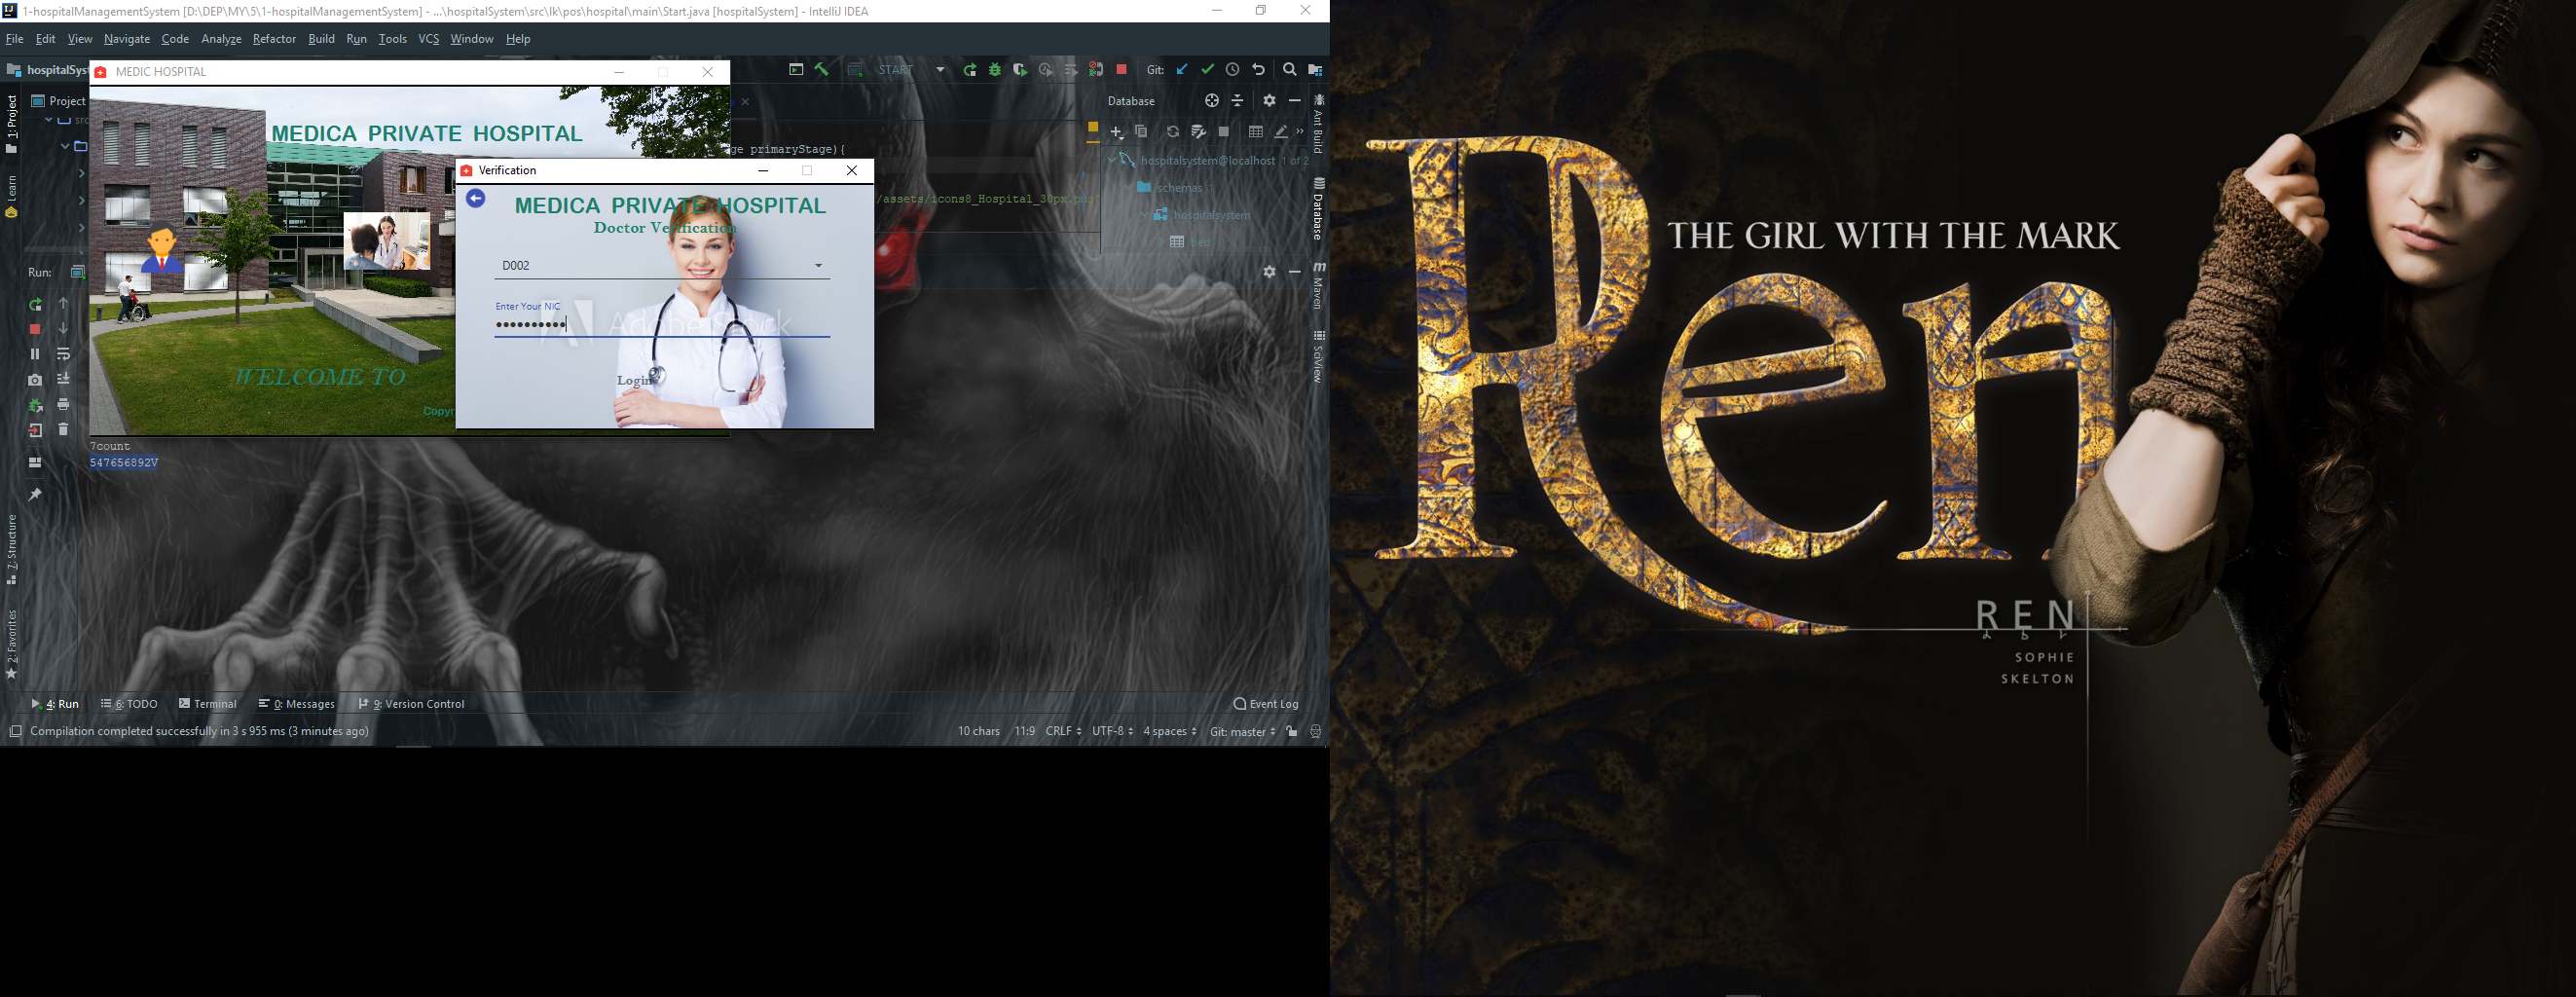 1-hospitalManagementSystem [D:\DEP\MY\5\1-hospitalManagementSystem] - ...\hospitalSystem\src\lk\pos\hospital\main\Start.java [hospitalSystem] - IntelliJ IDEA
File Edit View Navigate Code Analyze Refactor Build Run Tools VCS Window Help
hospitalSys
START
Git:
MEDIC HOSPITAL
1: Project
Learn
7: Structure
2: Favorites
Project
src
Run:
MEDICA PRIVATE HOSPITAL
WELCOME TO
Copyr
Verification
MEDICA PRIVATE HOSPITAL
Doctor Verification
D002
Enter Your NIC
••••••••••
Adobe Stock
Login
ge primaryStage){
/assets/icons8_Hospital_30px.png"
Database
hospitalsystem@localhost 1 of 2
schemas 1
hospitalsystem
bed
Ant Build
Database
Maven
SciView
7count
547656892V
4: Run 6: TODO Terminal 0: Messages 9: Version Control Event Log
Compilation completed successfully in 3 s 955 ms (3 minutes ago) 10 chars 11:9 CRLF UTF-8 4 spaces Git: master
THE GIRL WITH THE MARK
Ren
REN
SOPHIE
SKELTON